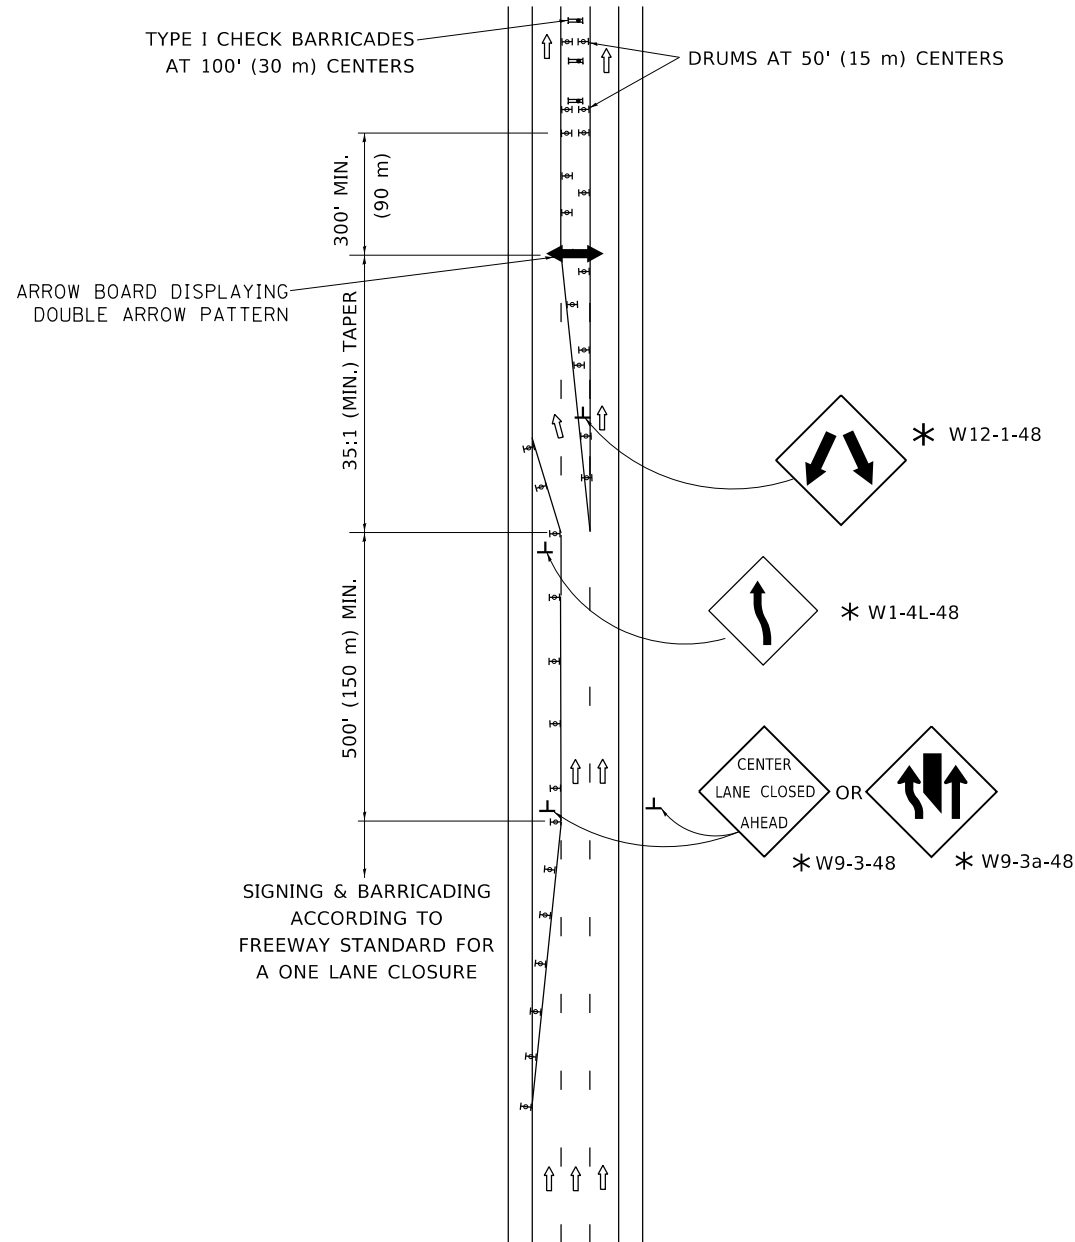 TYPE I CHECK BARRICADES
AT 100' (30 m) CENTERS
DRUMS AT 50' (15 m) CENTERS
300' MIN.
(90 m)
ARROW BOARD DISPLAYING
DOUBLE ARROW PATTERN
35:1 (MIN.) TAPER
* W12-1-48
500' (150 m) MIN.
* W1-4L-48
CENTER
LANE CLOSED
AHEAD
OR
* W9-3-48
* W9-3a-48
SIGNING & BARRICADING
ACCORDING TO
FREEWAY STANDARD FOR
A ONE LANE CLOSURE